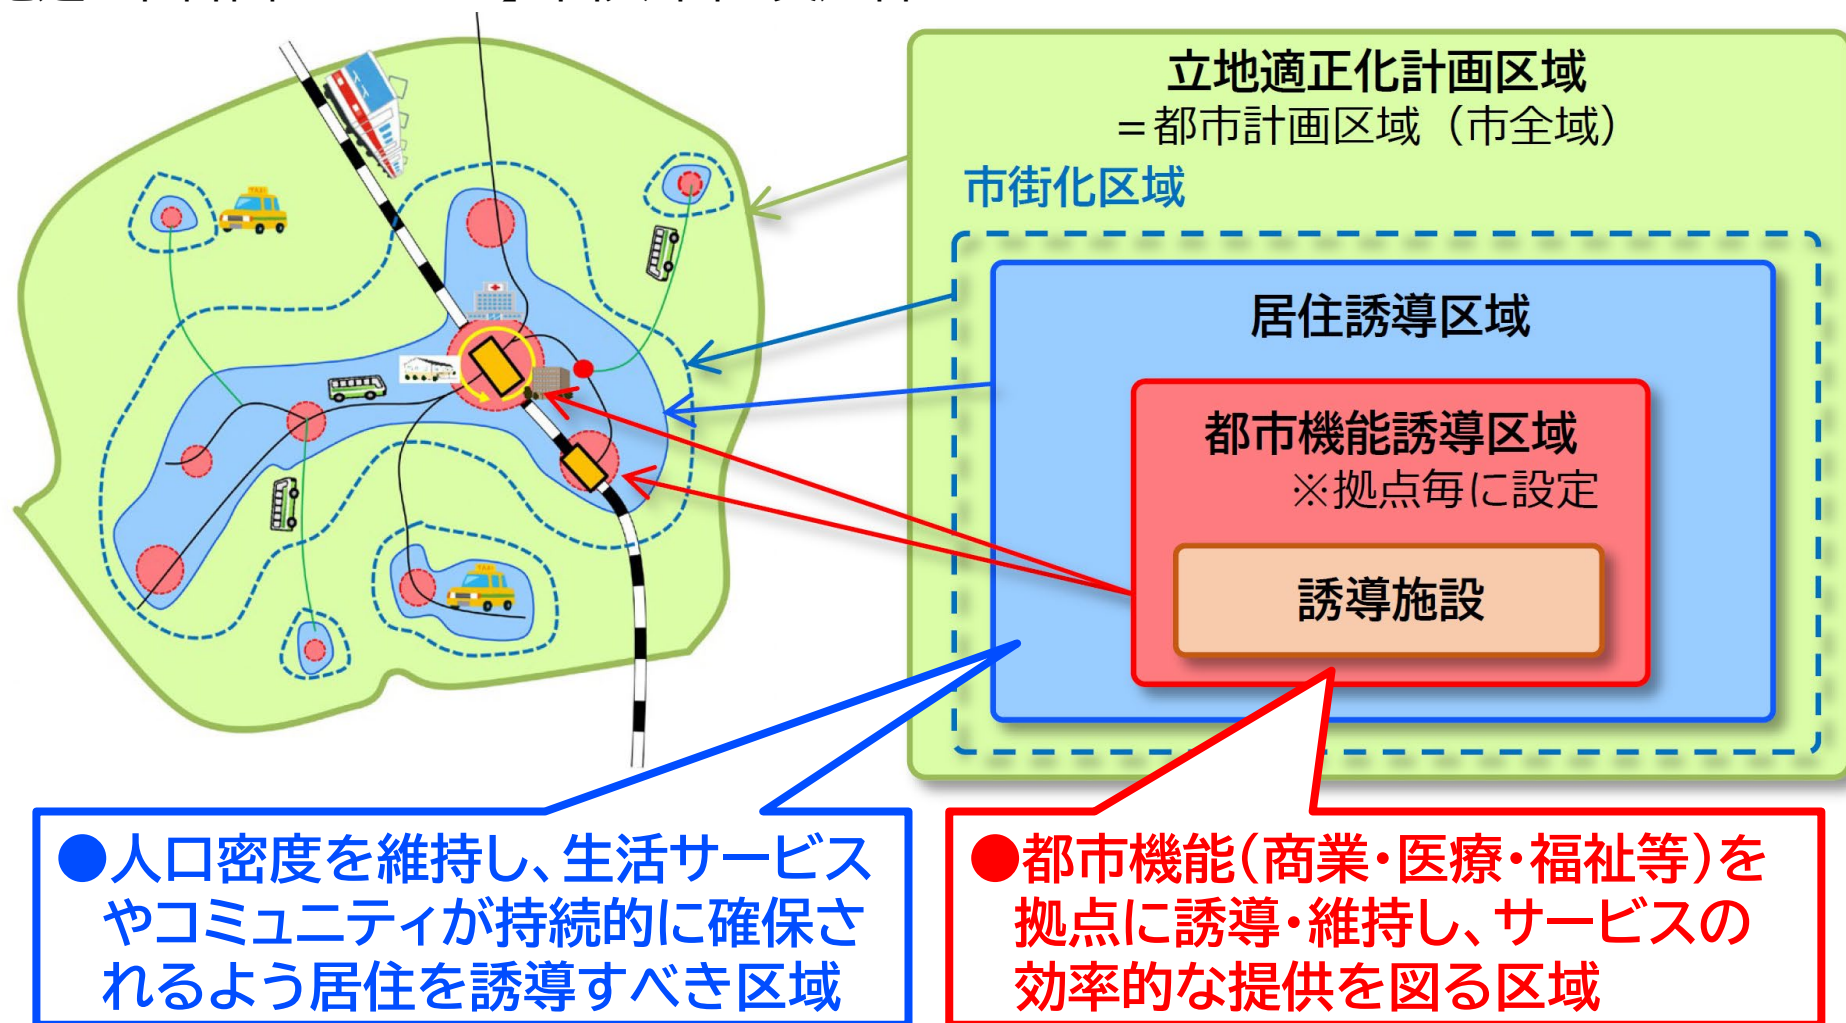 立地適正化計画区域
＝都市計画区域（市全域）
市街化区域
居住誘導区域
都市機能誘導区域
※拠点毎に設定
誘導施設
●人口密度を維持し、生活サービス
やコミュニティが持続的に確保さ
れるよう居住を誘導すべき区域
●都市機能（商業・医療・福祉等）を
拠点に誘導・維持し、サービスの
効率的な提供を図る区域
TAXI
TAXI